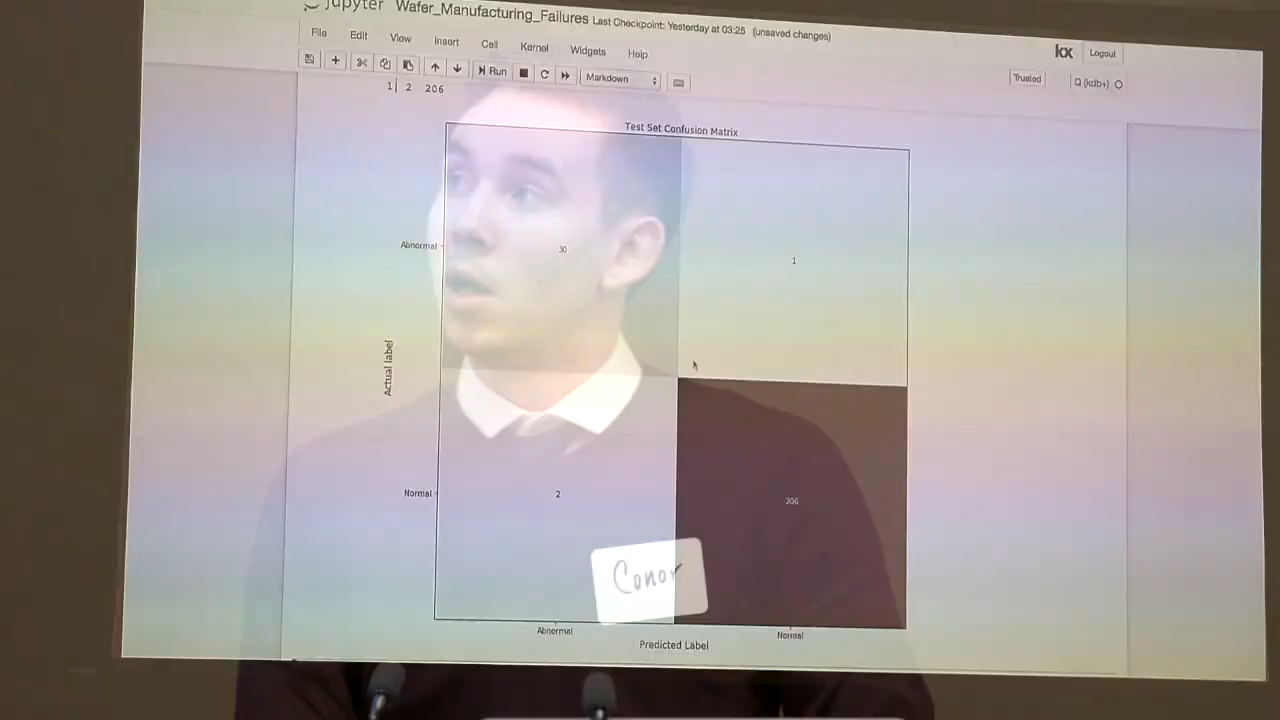 Jupyter Wafer_Manufacturing_Failures Last Checkpoint: Yesterday at 03:25 (unsaved changes)
File Edit View Insert Cell Kernel Widgets Help
kx Logout
Run Markdown
Trusted Q (kdb+)
1| 2 206
Test Set Confusion Matrix
Abnormal 30 1
Actual label
Normal 2 206
Conor
Abnormal Normal
Predicted Label